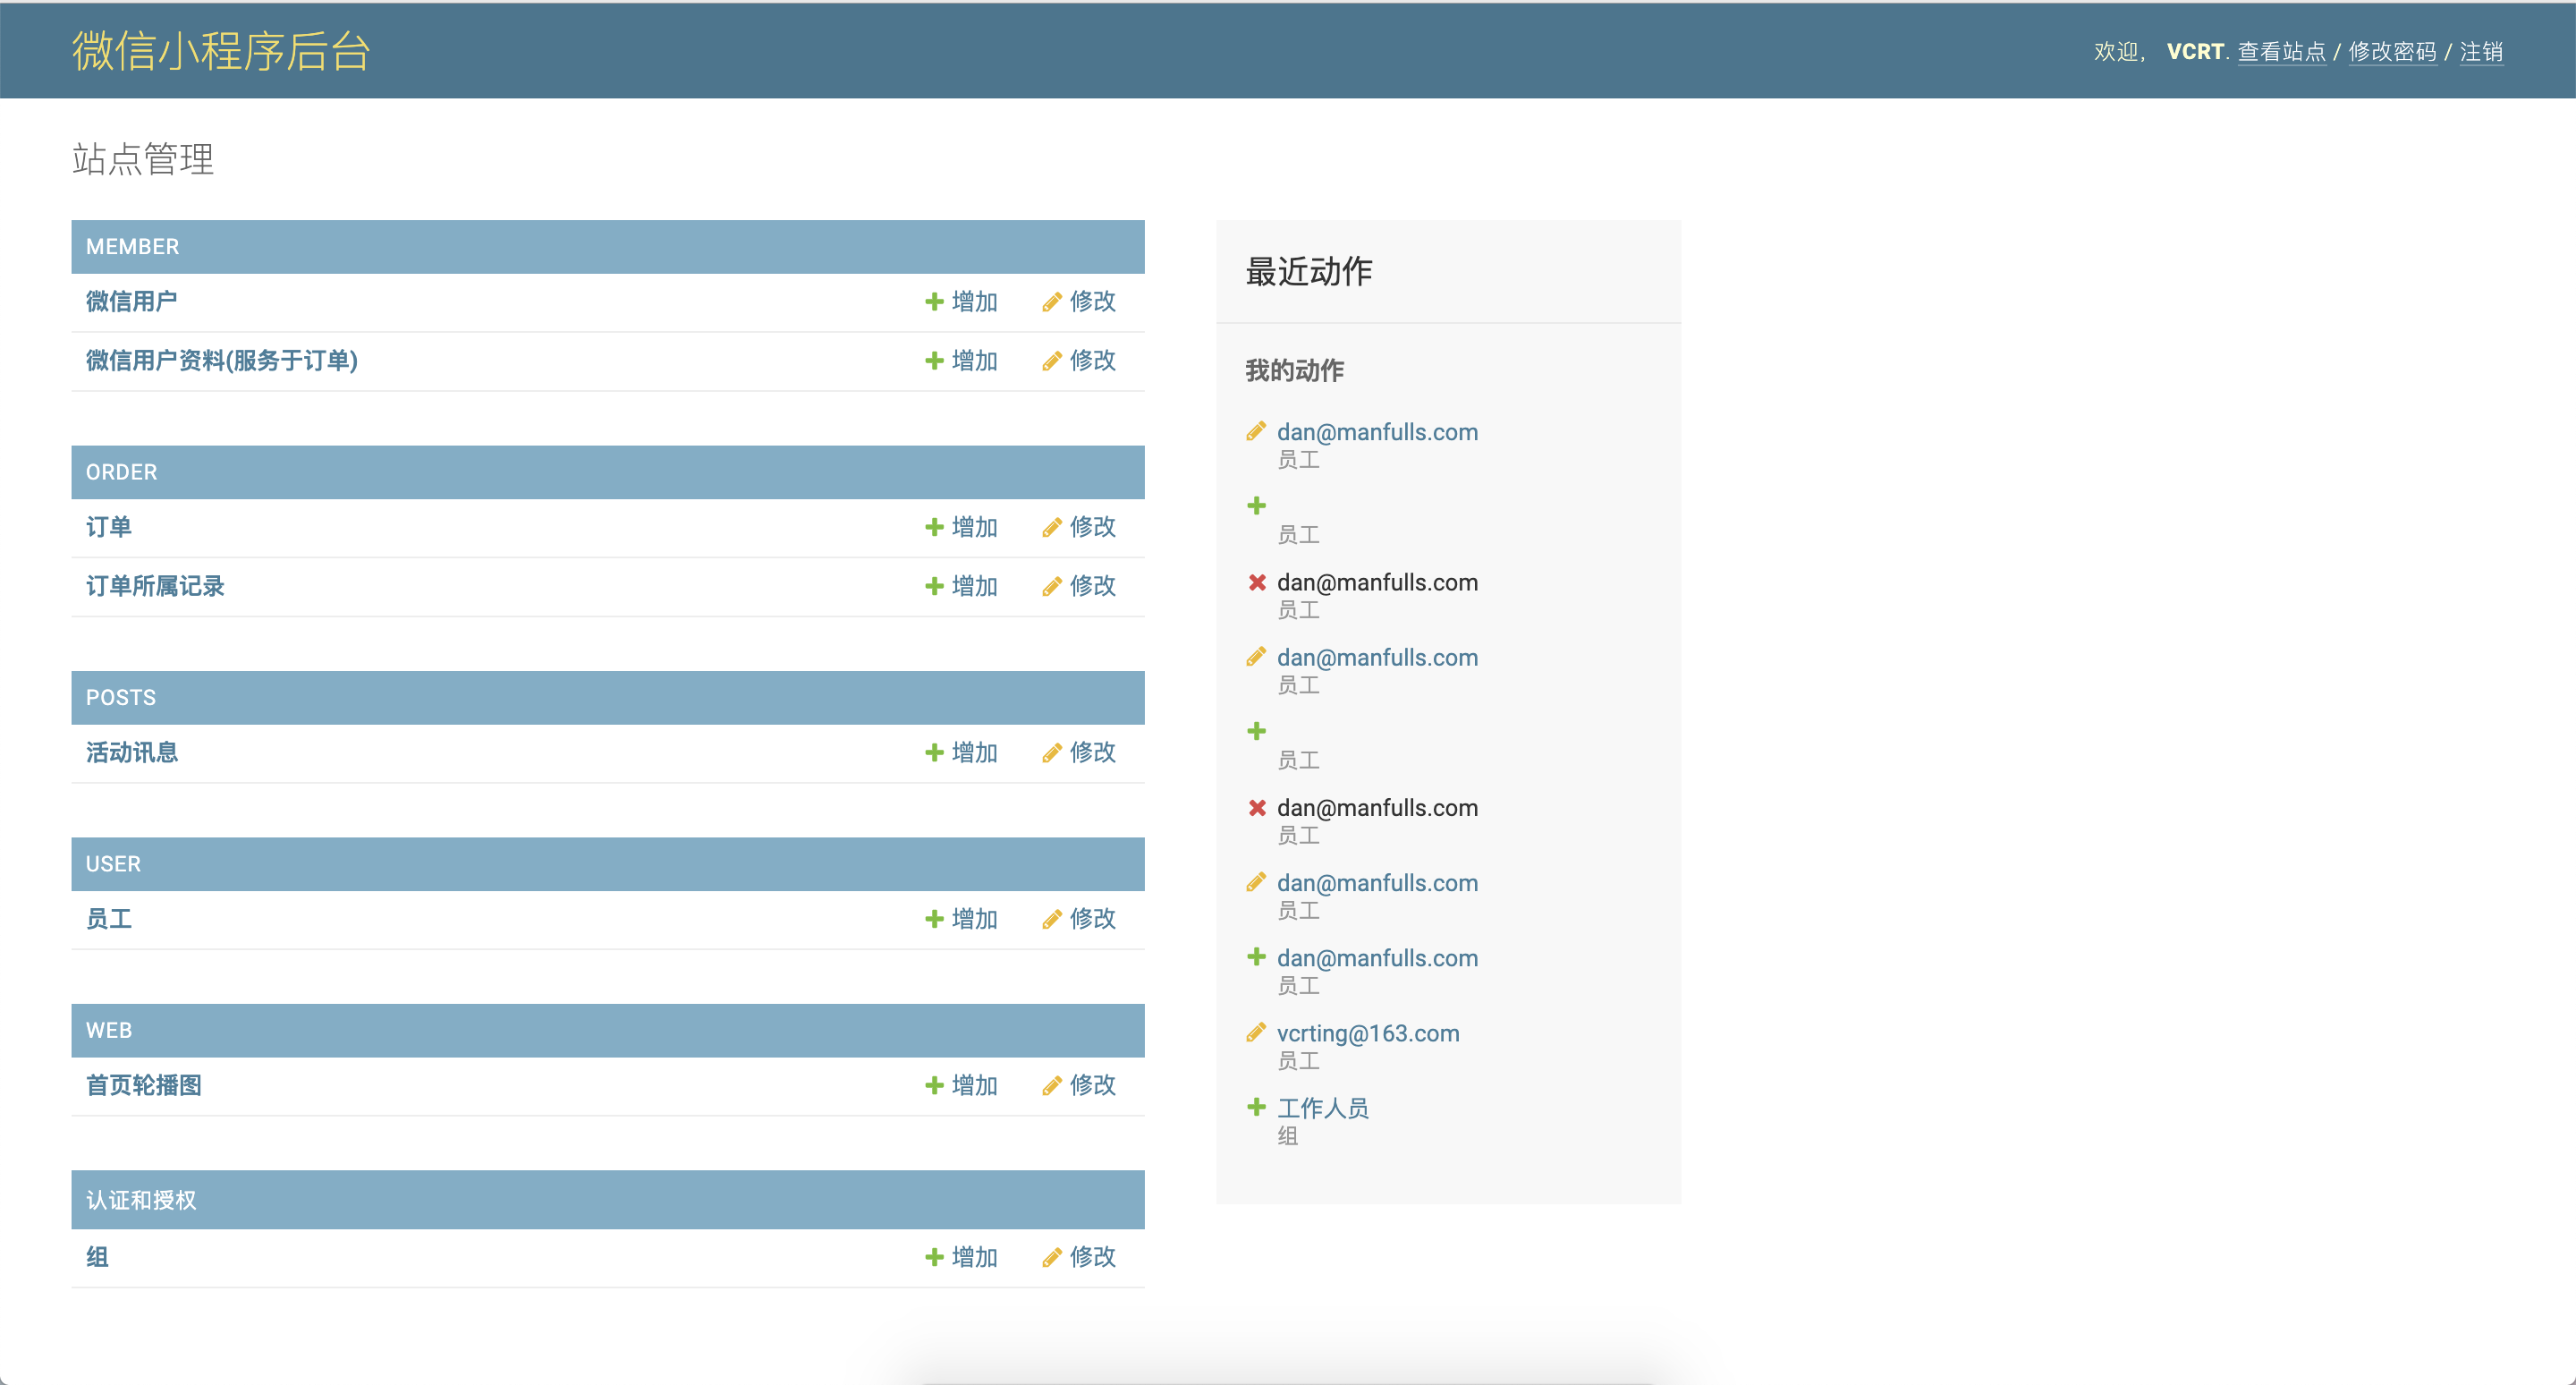 微信小程序后台
欢迎， VCRT. 查看站点 / 修改密码 / 注销
站点管理
MEMBER
微信用户 增加 修改
微信用户资料(服务于订单) 增加 修改
ORDER
订单 增加 修改
订单所属记录 增加 修改
POSTS
活动讯息 增加 修改
USER
员工 增加 修改
WEB
首页轮播图 增加 修改
认证和授权
组 增加 修改
最近动作
我的动作
dan@manfulls.com
员工
员工
dan@manfulls.com
员工
dan@manfulls.com
员工
员工
dan@manfulls.com
员工
dan@manfulls.com
员工
dan@manfulls.com
员工
vcrting@163.com
员工
工作人员
组